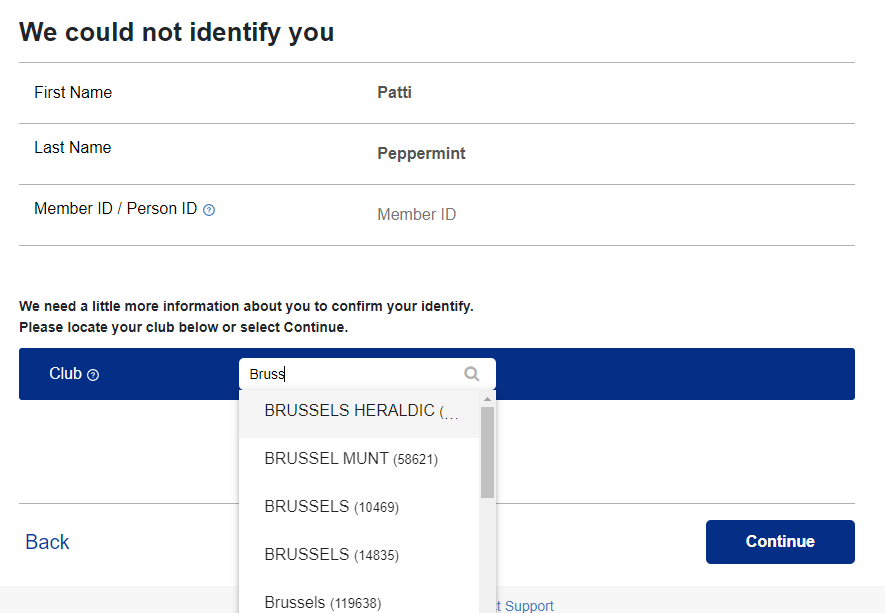 We could not identify you
First Name Patti
Last Name Peppermint
Member ID / Person ID ? Member ID
We need a little more information about you to confirm your identify.
Please locate your club below or select Continue.
Club ? Bruss
BRUSSELS HERALDIC (...
BRUSSEL MUNT (58621)
BRUSSELS (10469)
BRUSSELS (14835)
Back Continue
Brussels (119638)
Support